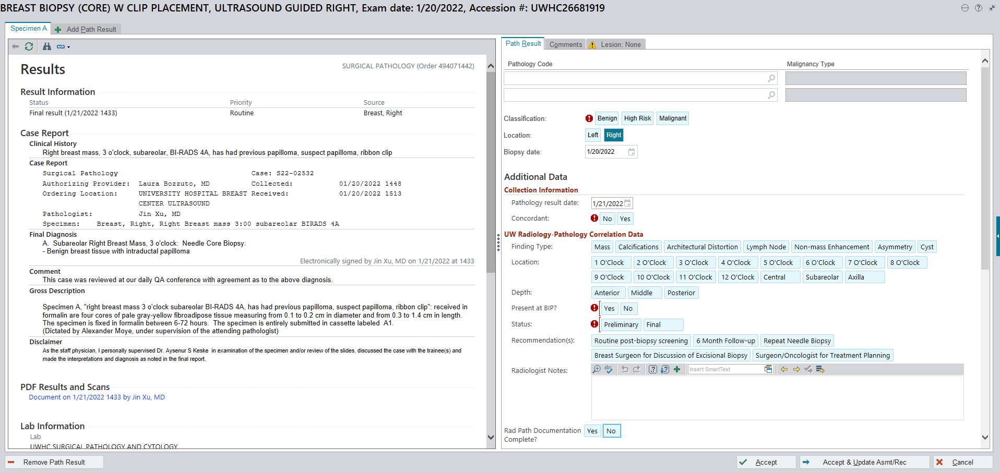 BREAST BIOPSY (CORE) W CLIP PLACEMENT, ULTRASOUND GUIDED RIGHT, Exam date: 1/20/2022, Accession #: UWHC26681919
Specimen A
Add Path Result
Results
SURGICAL PATHOLOGY (Order 494071442)
Result Information
Status Priority Source
Final result (1/21/2022 1433) Routine Breast, Right
Case Report
Clinical History
Right breast mass, 3 o'clock, subareolar, BI-RADS 4A, has had previous papilloma, suspect papilloma, ribbon clip
Case Report
Surgical Pathology Case: S22-02532
Authorizing Provider: Laura Bozzuto, MD Collected: 01/20/2022 1448
Ordering Location: UNIVERSITY HOSPITAL BREAST Received: 01/20/2022 1513
CENTER ULTRASOUND
Pathologist: Jin Xu, MD
Specimen: Breast, Right, Right Breast mass 3:00 subareolar BIRADS 4A
Final Diagnosis
A. Subareolar Right Breast Mass, 3 o'clock: Needle Core Biopsy:
- Benign breast tissue with intraductal papilloma
Electronically signed by Jin Xu, MD on 1/21/2022 at 1433
Comment
This case was reviewed at our daily QA conference with agreement as to the above diagnosis.
Gross Description
Specimen A, "right breast mass 3 o'clock subareolar BI-RADS 4A, has had previous papilloma, suspect papilloma, ribbon clip": received in
formalin are four cores of pale gray-yellow fibroadipose tissue measuring from 0.1 to 0.2 cm in diameter and from 0.3 to 1.4 cm in length.
The specimen is fixed in formalin between 6-72 hours. The specimen is entirely submitted in cassette labeled A1.
(Dictated by Alexander Moye, under supervision of the attending pathologist)
Disclaimer
As the staff physician, I personally supervised Dr. Aysenur S Keske in examination of the specimen and/or review of the slides, discussed the case with the trainee(s) and
made the interpretations and diagnosis as noted in the final report.
PDF Results and Scans
Document on 1/21/2022 1433 by Jin Xu, MD
Lab Information
Lab
UWHC SURGICAL PATHOLOGY AND CYTOLOGY
Path Result
Comments
Lesion: None
Pathology Code Malignancy Type
Classification: Benign High Risk Malignant
Location: Left Right
Biopsy date: 1/20/2022
Additional Data
Collection Information
Pathology result date: 1/21/2022
Concordant: No Yes
UW Radiology-Pathology Correlation Data
Finding Type: Mass Calcifications Architectural Distortion Lymph Node Non-mass Enhancement Asymmetry Cyst
Location: 1 O'Clock 2 O'Clock 3 O'Clock 4 O'Clock 5 O'Clock 6 O'Clock 7 O'Clock 8 O'Clock
9 O'Clock 10 O'Clock 11 O'Clock 12 O'Clock Central Subareolar Axilla
Depth: Anterior Middle Posterior
Present at BIP? Yes No
Status: Preliminary Final
Recommendation(s): Routine post-biopsy screening 6 Month Follow-up Repeat Needle Biopsy
Breast Surgeon for Discussion of Excisional Biopsy Surgeon/Oncologist for Treatment Planning
Radiologist Notes: abc Insert SmartText
Rad Path Documentation Yes No
Complete?
Remove Path Result
Accept
Accept & Update Asmt/Rec
Cancel